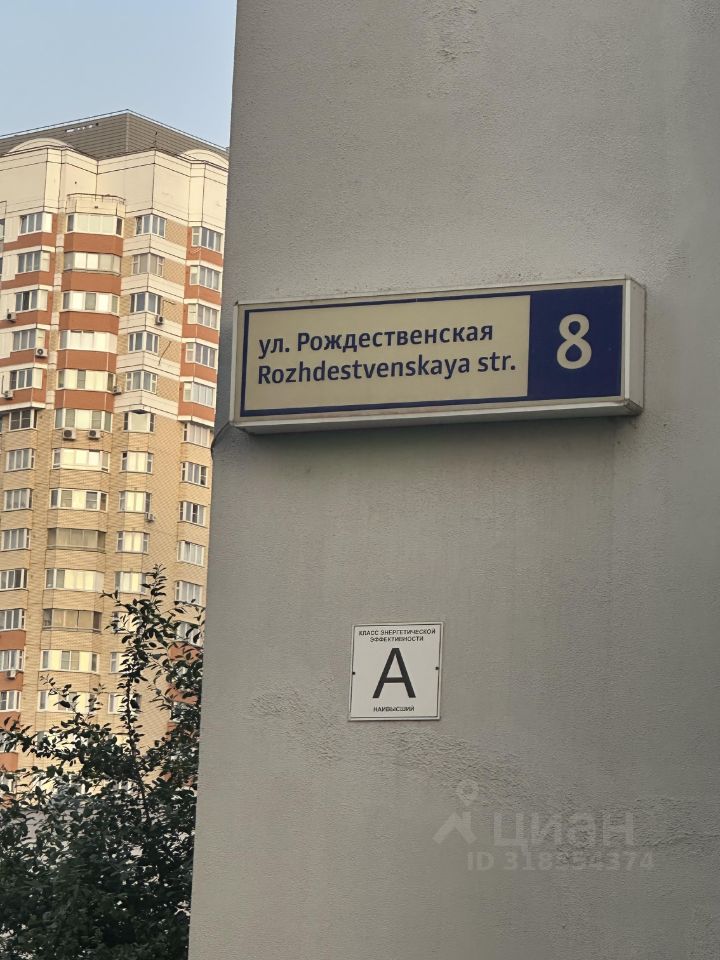 ул. Рождественская
Rozhdestvenskaya str.
8
КЛАСС ЭНЕРГЕТИЧЕСКОЙ
ЭФФЕКТИВНОСТИ
A
НАИВЫСШИЙ
циан